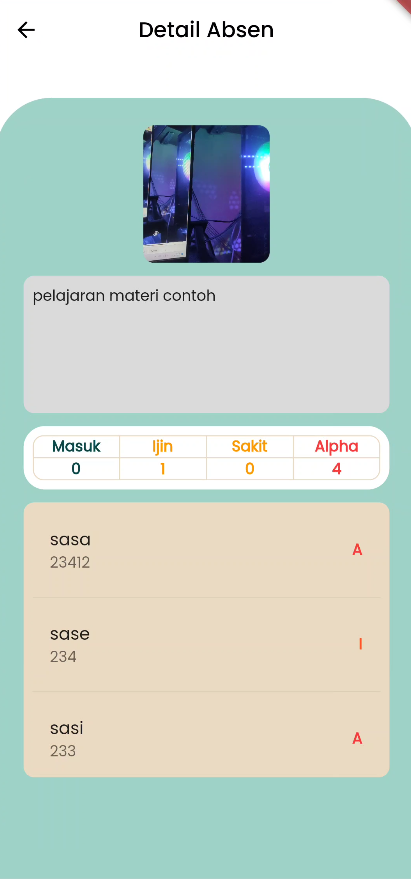 Detail Absen
pelajaran materi contoh
Masuk Ijin Sakit Alpha
0 1 0 4
sasa
23412
A
sase
234
I
sasi
233
A